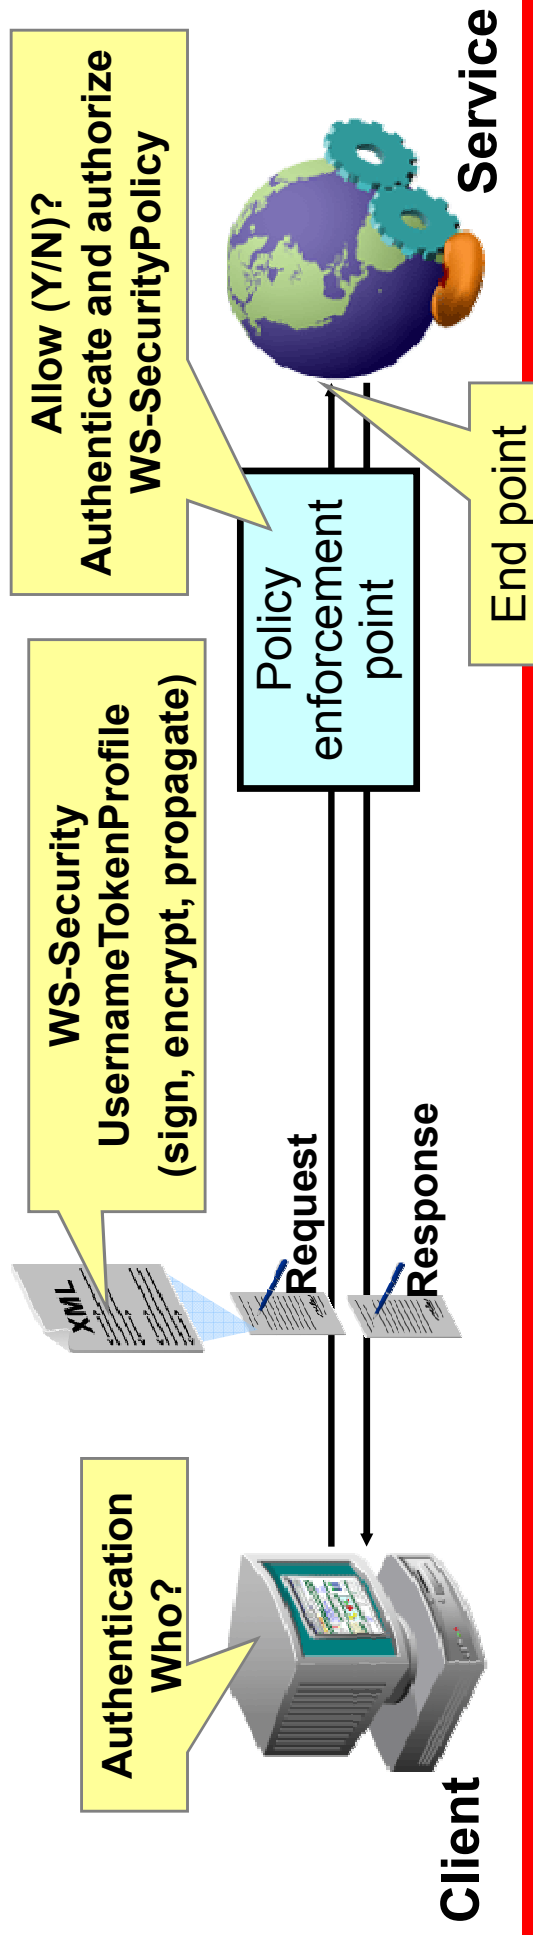 Authentication
Who?
XML
WS-Security
UsernameTokenProfile
(sign, encrypt, propagate)
Allow (Y/N)?
Authenticate and authorize
WS-SecurityPolicy
Request
Response
Policy
enforcement
point
End point
Client
Service